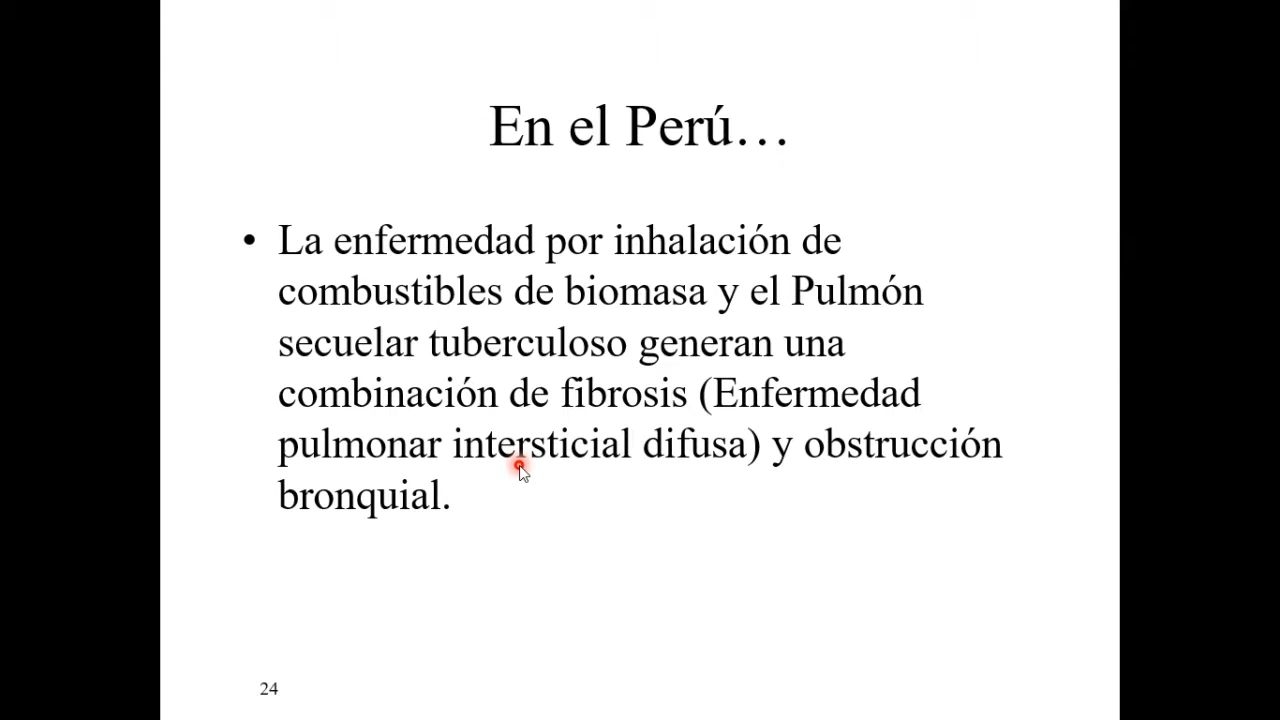 En el Perú…
• La enfermedad por inhalación de
combustibles de biomasa y el Pulmón
secuelar tuberculoso generan una
combinación de fibrosis (Enfermedad
pulmonar intersticial difusa) y obstrucción
bronquial.
24